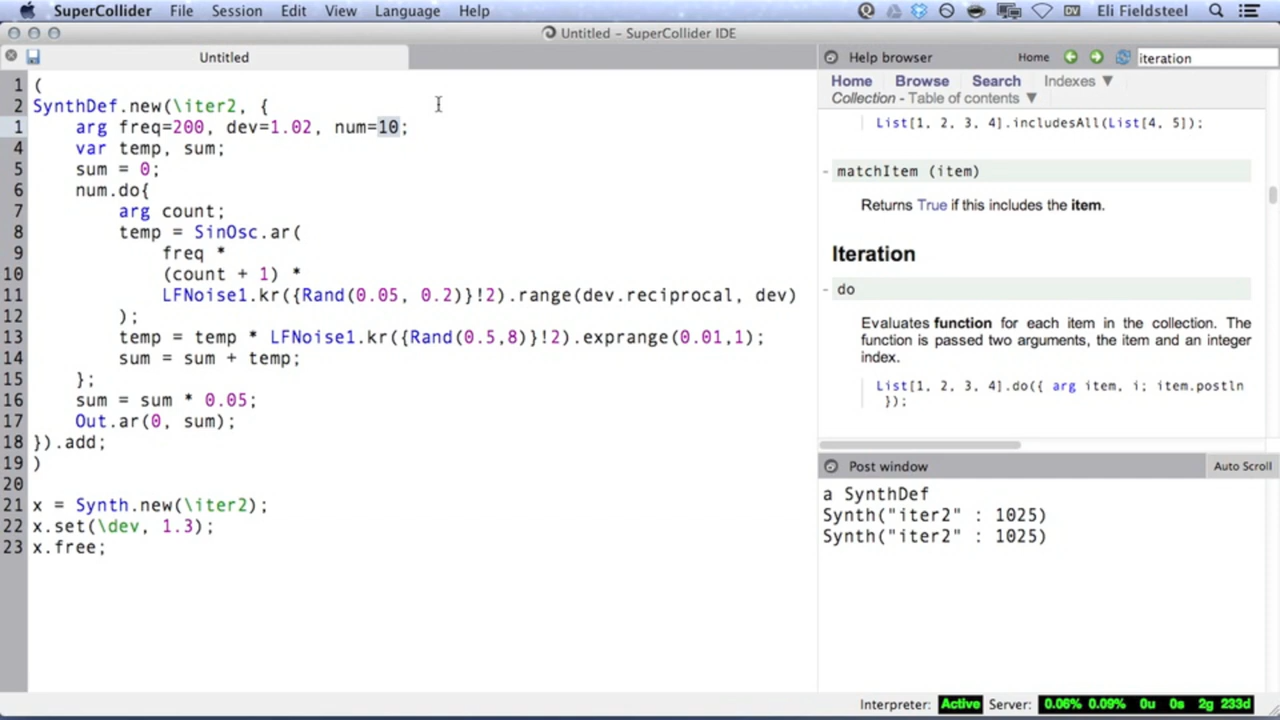 SuperCollider File Session Edit View Language Help Eli Fieldsteel
Untitled - SuperCollider IDE
Untitled
1 (
2 SynthDef.new(\iter2, {
1 arg freq=200, dev=1.02, num=10;
4 var temp, sum;
5 sum = 0;
6 num.do{
7 arg count;
8 temp = SinOsc.ar(
9 freq *
10 (count + 1) *
11 LFNoise1.kr({Rand(0.05, 0.2)}!2).range(dev.reciprocal, dev)
12 );
13 temp = temp * LFNoise1.kr({Rand(0.5,8)}!2).exprange(0.01,1);
14 sum = sum + temp;
15 };
16 sum = sum * 0.05;
17 Out.ar(0, sum);
18 }).add;
19 )
20
21 x = Synth.new(\iter2);
22 x.set(\dev, 1.3);
23 x.free;
Help browser Home iteration
Home Browse Search Indexes ▼
Collection - Table of contents ▼
List[1, 2, 3, 4].includesAll(List[4, 5]);
- matchItem (item)
Returns True if this includes the item.
Iteration
- do
Evaluates function for each item in the collection. The
function is passed two arguments, the item and an integer
index.
List[1, 2, 3, 4].do({ arg item, i; item.postln
});
Post window Auto Scroll
a SynthDef
Synth("iter2" : 1025)
Synth("iter2" : 1025)
Interpreter: Active Server: 0.06% 0.09% 0u 0s 2g 233d